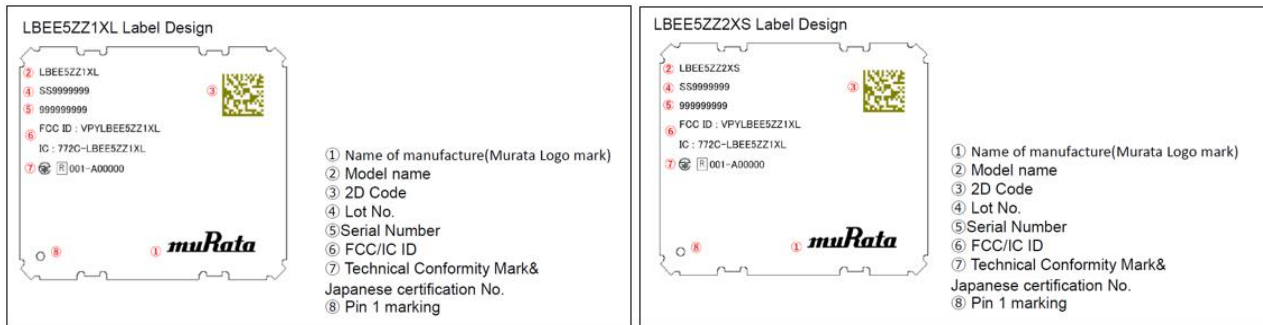 LBEE5ZZ1XL Label Design
② LBEE5ZZ1XL
④ SS9999999
③
⑤ 999999999
⑥ FCC ID : VPYLBEE5ZZ1XL
IC : 772C-LBEE5ZZ1XL
⑦ R 001-A00000
⑧
① muRata
① Name of manufacture(Murata Logo mark)
② Model name
③ 2D Code
④ Lot No.
⑤Serial Number
⑥ FCC/IC ID
⑦ Technical Conformity Mark&
Japanese certification No.
⑧ Pin 1 marking
LBEE5ZZ2XS Label Design
② LBEE5ZZ2XS
④ SS9999999
③
⑤ 999999999
⑥ FCC ID : VPYLBEE5ZZ1XL
IC : 772C-LBEE5ZZ1XL
⑦ R 001-A00000
⑧
① muRata
① Name of manufacture(Murata Logo mark)
② Model name
③ 2D Code
④ Lot No.
⑤Serial Number
⑥ FCC/IC ID
⑦ Technical Conformity Mark&
Japanese certification No.
⑧ Pin 1 marking